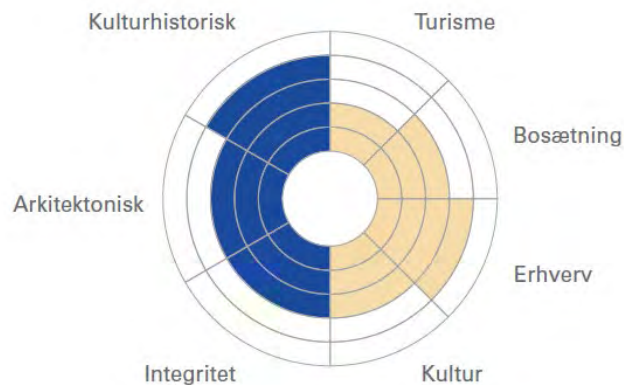 Kulturhistorisk
Turisme
Bosætning
Arkitektonisk
Erhverv
Integritet
Kultur